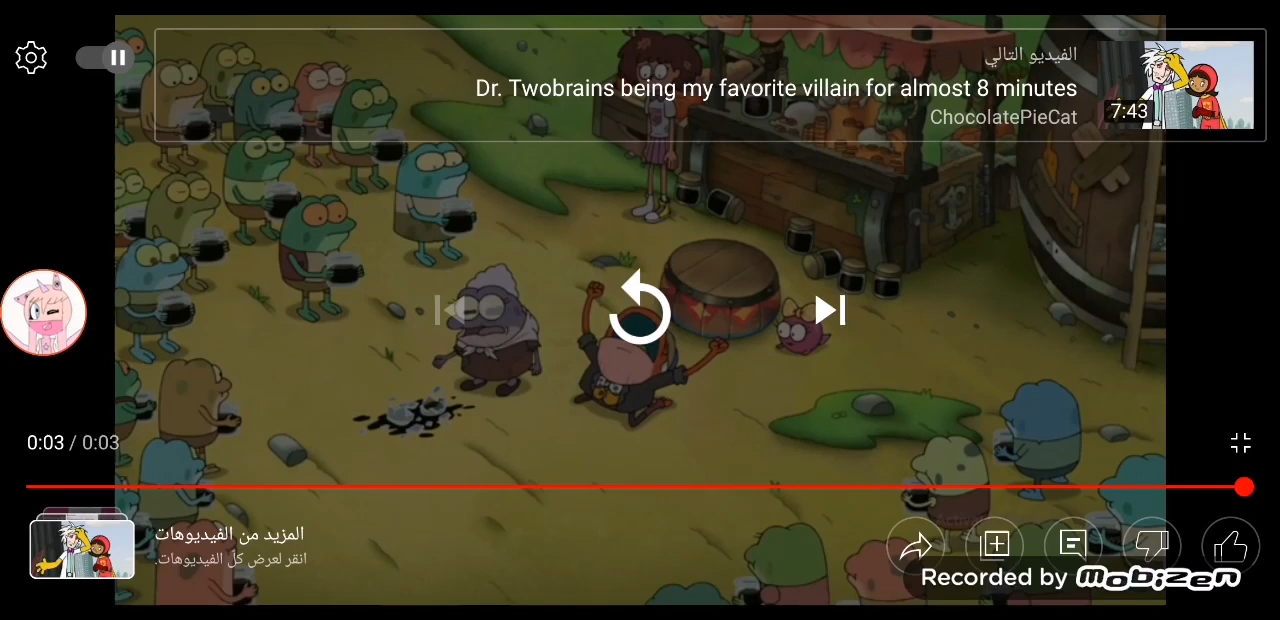 الفيديو التالي
Dr. Twobrains being my favorite villain for almost 8 minutes
ChocolatePieCat
7:43
0:03 / 0:03
المزيد من الفيديوهات
انقر لعرض كل الفيديوهات.
Recorded by Mobizen